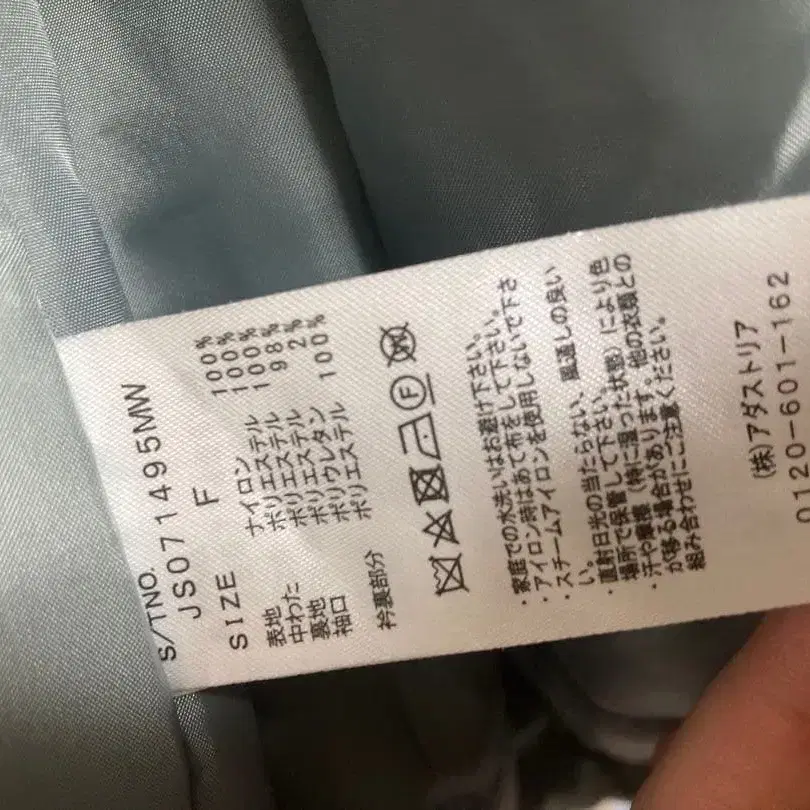 S/TNO.
JS071495MW
SIZE F
表地 ナイロン 100%
中わた ポリエステル 100%
裏地 ポリエステル 100%
袖口 ポリエステル 98%
ポリウレタン 2%
衿裏部分 ポリエステル 100%
F
・家庭での水洗いはお避け下さい。
・アイロン時はあて布をして下さい。
・スチームアイロンを使用しないで下さ
い。
・直射日光の当たらない、風通しの良い
場所で保管して下さい。
・汗や摩擦(特に湿った状態)により色
が移る場合があります。他の衣類との
組み合わせにご注意ください。
(株)アダストリア
0120-601-162